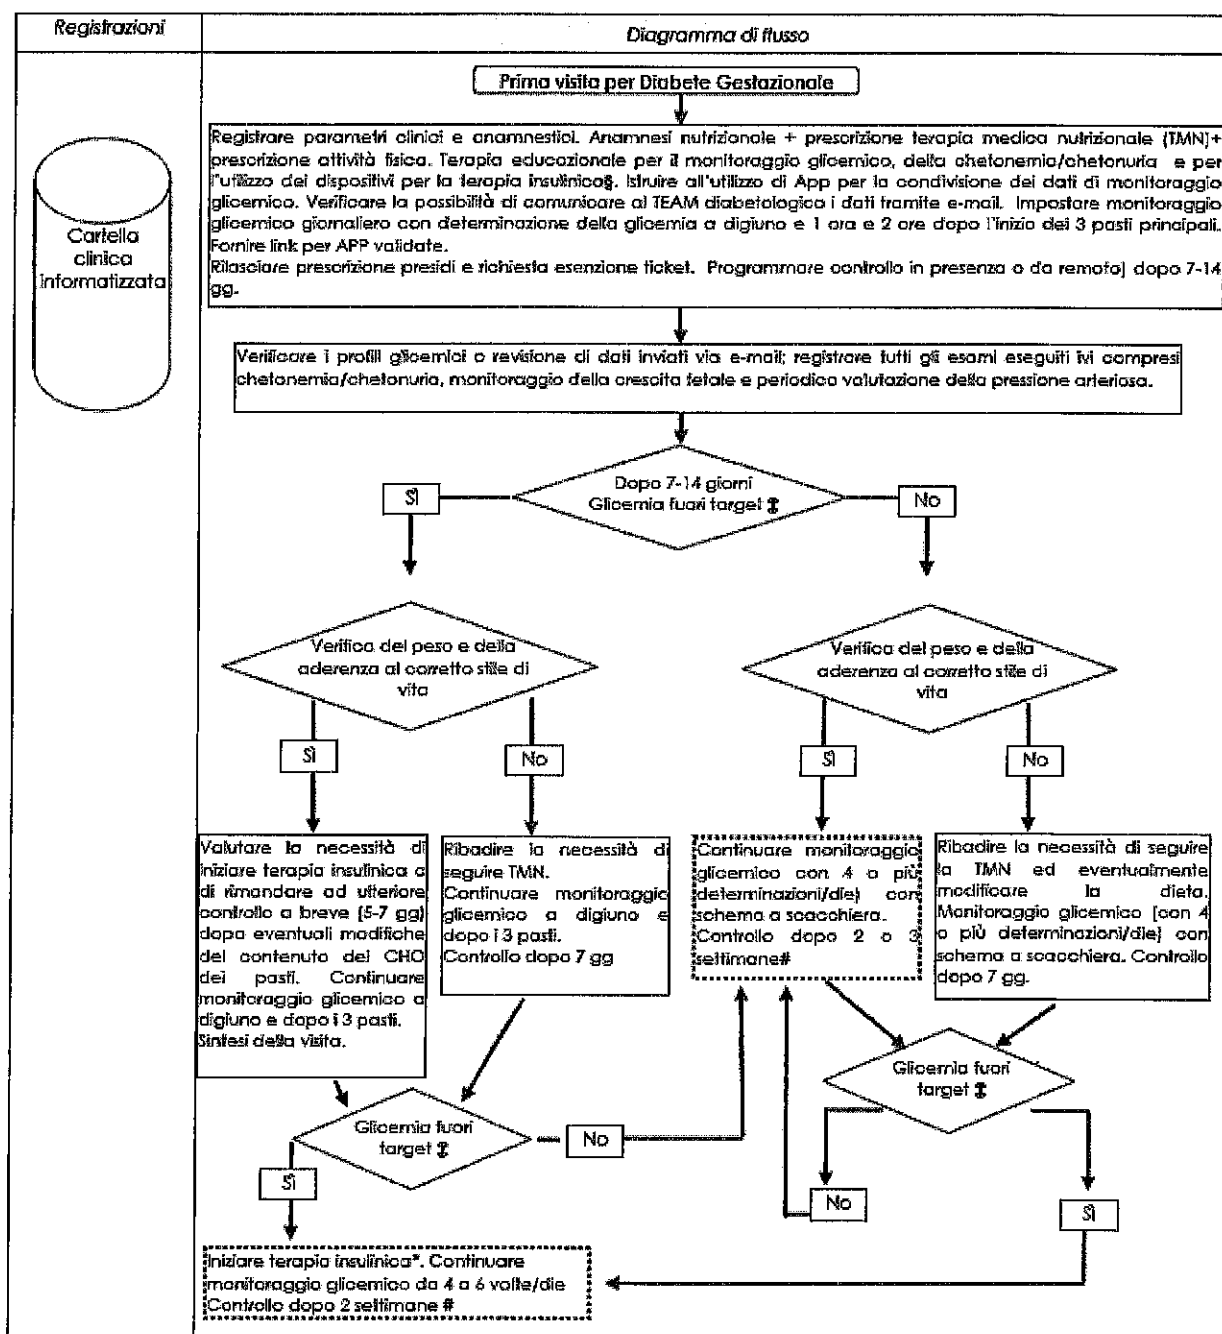 Registrazioni
Diagramma di flusso
Prima visita per Diabete Gestazionale
Registrare parametri clinici e anamnestici. Anamnesi nutrizionale + prescrizione terapia medica nutrizionale (TMN)+
prescrizione attività fisica. Terapia educazionale per il monitoraggio glicemico, della chetonemia/chetonuria e per
l'utilizzo dei dispositivi per la terapia insulinica§. Istruire all'utilizzo di App per la condivisione dei dati di monitoraggio
glicemico. Verificare la possibilità di comunicare al TEAM diabetologico i dati tramite e-mail. Impostare monitoraggio
glicemico giornaliero con determinazione della glicemia a digiuno e 1 ora e 2 ore dopo l'inizio dei 3 pasti principali.
Fornire link per APP validate.
Rilasciare prescrizione presidi e richiesta esenzione ticket. Programmare controllo in presenza o da remoto) dopo 7-14
gg.
Cartella
clinica
informatizzata
Verificare i profili glicemici o revisione di dati inviati via e-mail; registrare tutti gli esami eseguiti ivi compresi
chetonemia/chetonuria, monitoraggio della crescita fetale e periodica valutazione della pressione arteriosa.
Dopo 7-14 giorni
Glicemia fuori target
Sì
No
Verifica del peso e della
aderenza al corretto stile di
vita
Verifica del peso e della
aderenza al corretto stile di
vita
Sì
No
Sì
No
Valutare la necessità di
iniziare terapia insulinica o
di rimandare ad ulteriore
controllo a breve (5-7 gg)
dopo eventuali modifiche
del contenuto dei CHO
dei pasti. Continuare
monitoraggio glicemico a
digiuno e dopo i 3 pasti.
Sintesi della visita.
Ribadire la necessità di
seguire TMN.
Continuare monitoraggio
glicemico a digiuno e
dopo i 3 pasti.
Controllo dopo 7 gg
Continuare monitoraggio
glicemico con 4 o più
determinazioni/die) con
schema a scacchiera.
Controllo dopo 2 o 3
settimane#
Ribadire la necessità di seguire
la TMN ed eventualmente
modificare la dieta.
Monitoraggio glicemico (con 4
o più determinazioni/die) con
schema a scacchiera. Controllo
dopo 7 gg.
Glicemia fuori
target
Glicemia fuori
target
No
Sì
No
Sì
Iniziare terapia insulinica*. Continuare
monitoraggio glicemico da 4 a 6 volte/die
Controllo dopo 2 settimane #